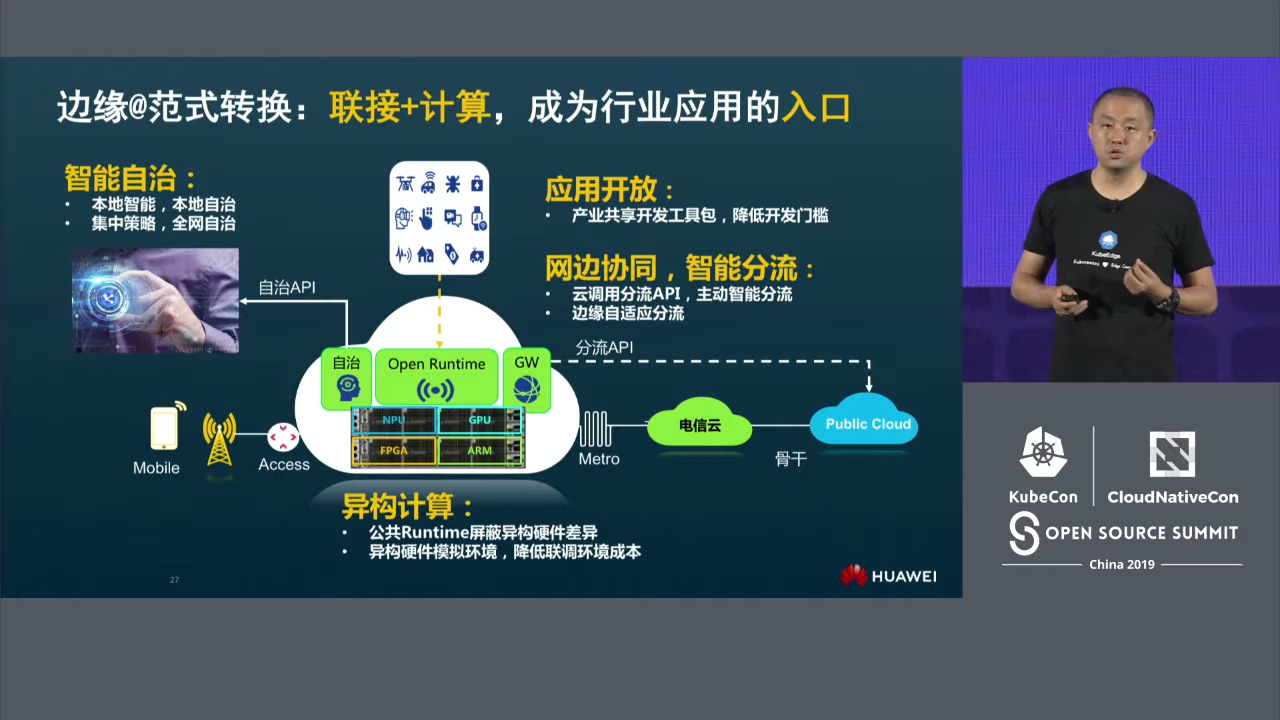 边缘@范式转换：联接+计算，成为行业应用的入口
智能自治：
• 本地智能，本地自治
• 集中策略，全网自治
应用开放：
• 产业共享开发工具包，降低开发门槛
网边协同，智能分流：
• 云调用分流API，主动智能分流
• 边缘自适应分流
自治API
分流API
自治
Open Runtime
GW
NPU
GPU
FPGA
ARM
Mobile
Access
Metro
电信云
骨干
Public Cloud
异构计算：
• 公共Runtime屏蔽异构硬件差异
• 异构硬件模拟环境，降低联调环境成本
27
HUAWEI
KubeEdge
KubeCon
CloudNativeCon
OPEN SOURCE SUMMIT
China 2019